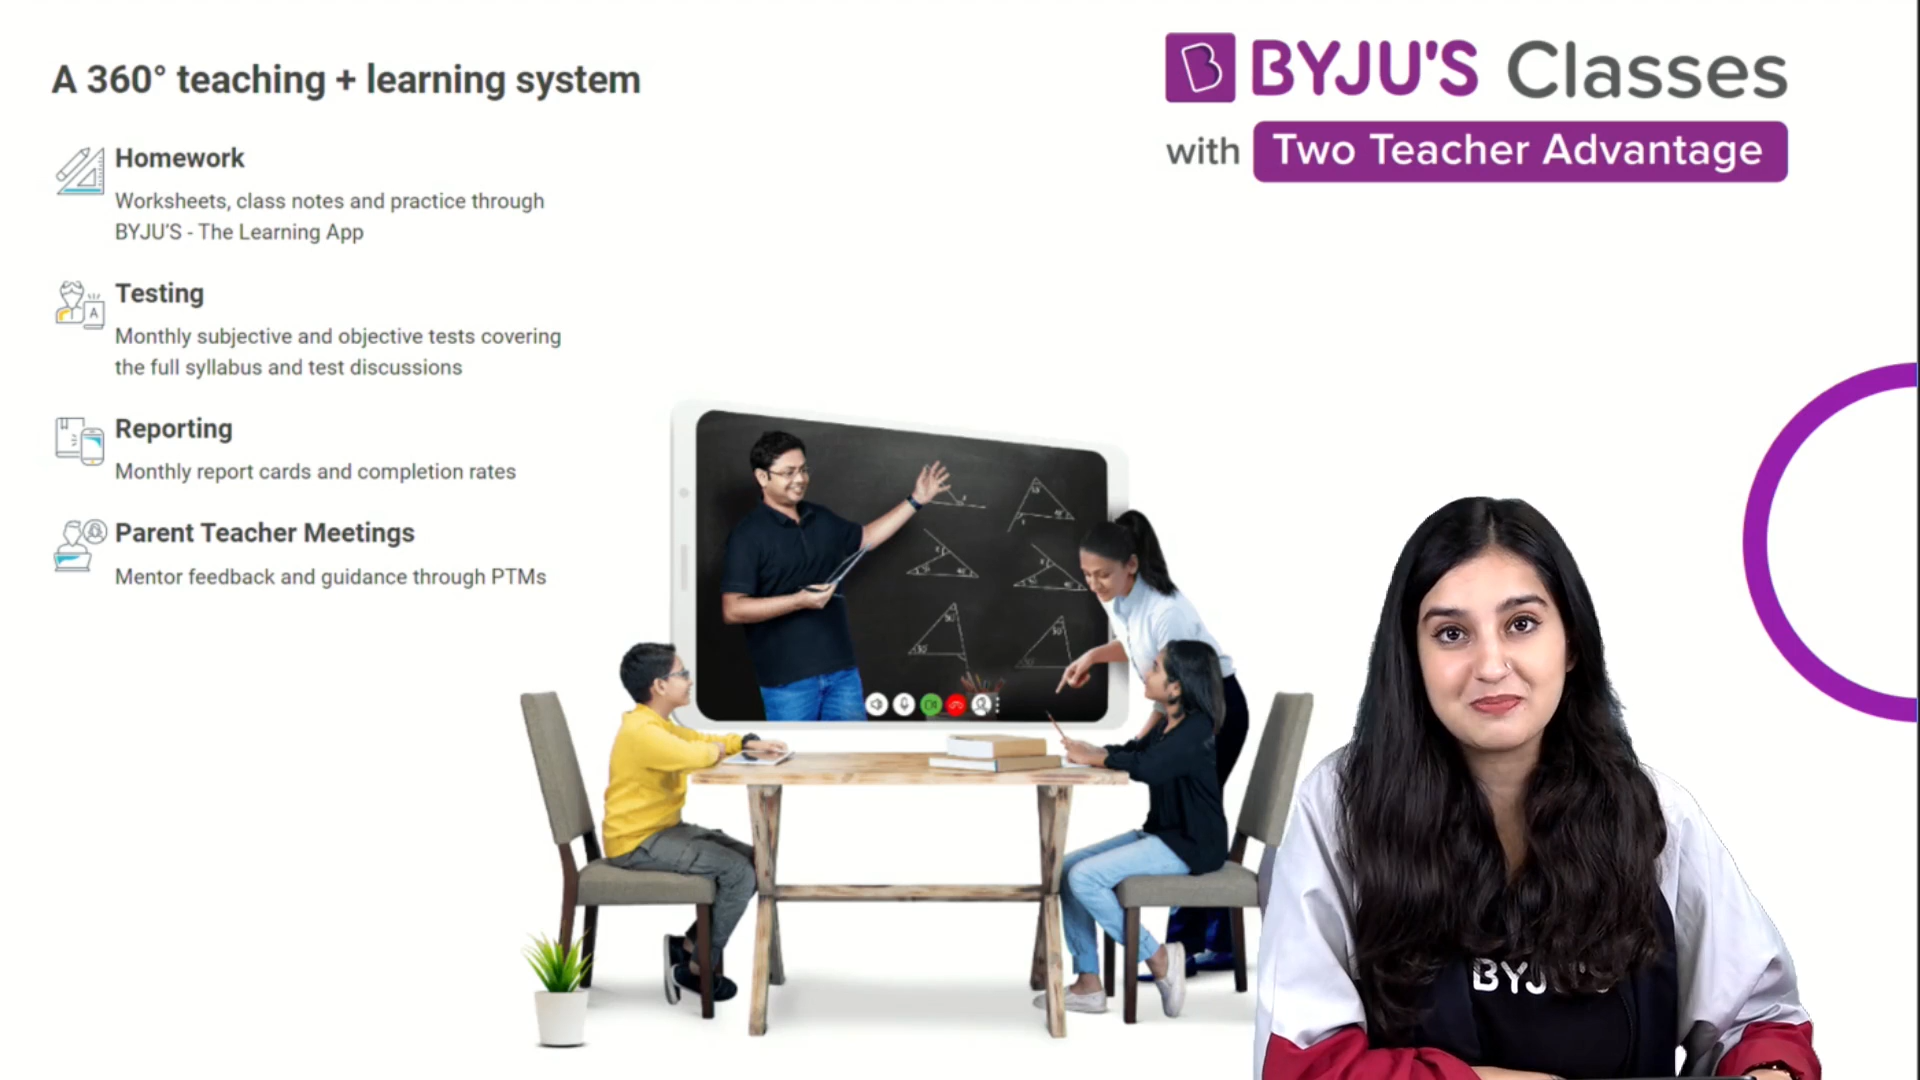 A 360° teaching + learning system
Homework
Worksheets, class notes and practice through
BYJU'S - The Learning App
Testing
Monthly subjective and objective tests covering
the full syllabus and test discussions
Reporting
Monthly report cards and completion rates
Parent Teacher Meetings
Mentor feedback and guidance through PTMs
BYJU'S Classes
with Two Teacher Advantage